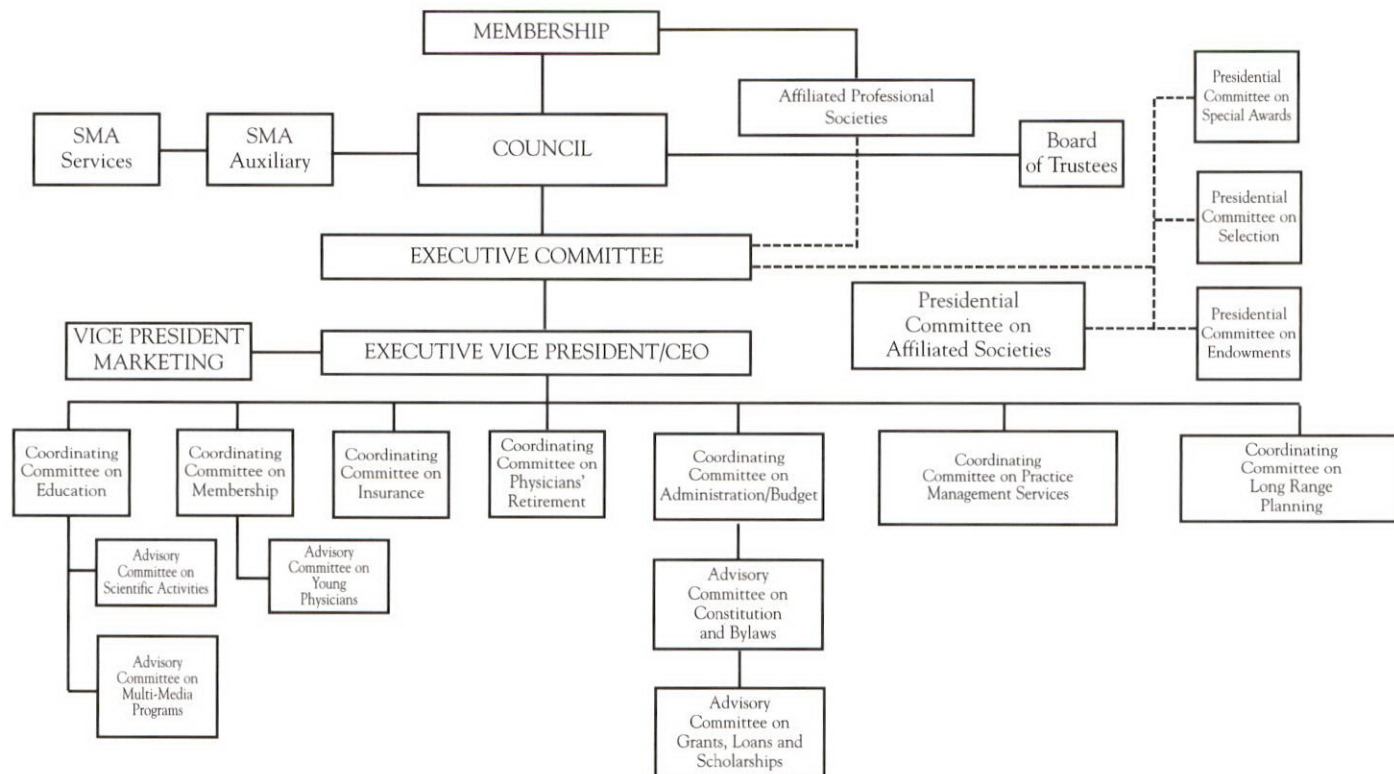 MEMBERSHIP
Affiliated Professional
Societies
Presidential
Committee on
Special Awards
SMA
Services
SMA
Auxiliary
COUNCIL
Board
of Trustees
Presidential
Committee on
Selection
EXECUTIVE COMMITTEE
Presidential
Committee on
Affiliated Societies
Presidential
Committee on
Endowments
VICE PRESIDENT
MARKETING
EXECUTIVE VICE PRESIDENT/CEO
Coordinating
Committee on
Education
Coordinating
Committee on
Membership
Coordinating
Committee on
Insurance
Coordinating
Committee on
Physicians'
Retirement
Coordinating
Committee on
Administration/Budget
Coordinating
Committee on Practice
Management Services
Coordinating
Committee on
Long Range
Planning
Advisory
Committee on
Scientific Activities
Advisory
Committee on
Young
Physicians
Advisory
Committee on
Constitution
and Bylaws
Advisory
Committee on
Multi-Media
Programs
Advisory
Committee on
Grants, Loans and
Scholarships